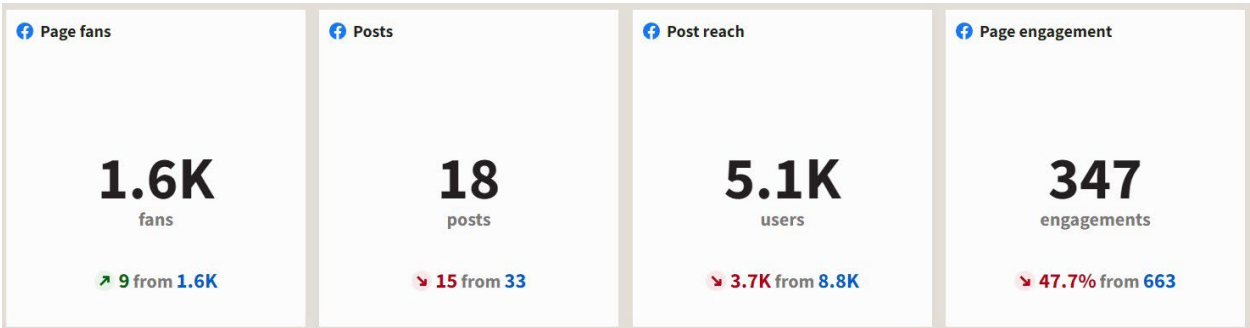 Page fans
1.6K
fans
9 from 1.6K
Posts
18
posts
15 from 33
Post reach
5.1K
users
3.7K from 8.8K
Page engagement
347
engagements
47.7% from 663